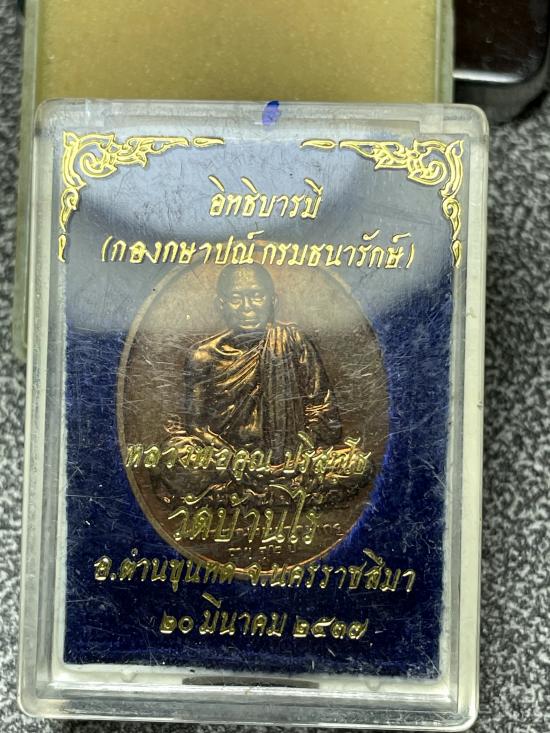 อิทธิบารมี
(กองกษาปณ์ กรมธนารักษ์)
หลวงพ่อคูณ ปริสุทโธ
วัดบ้านไร่
อ.ด่านขุนทด จ.นครราชสีมา
๒๐ มีนาคม ๒๕๓๗